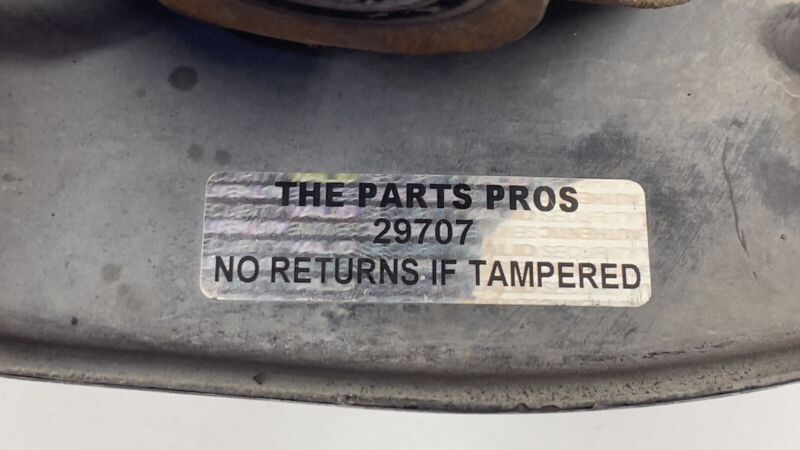 THE PARTS PROS
29707
NO RETURNS IF TAMPERED